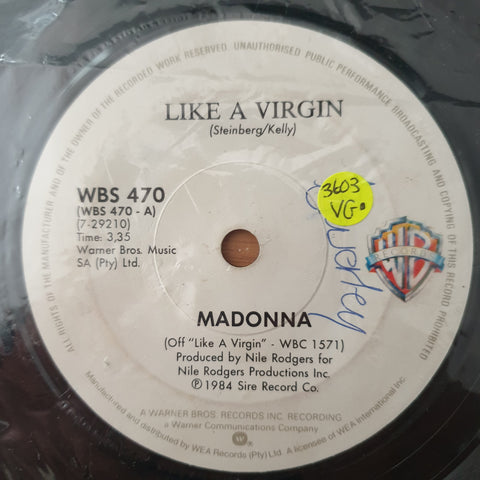 ALL RIGHTS OF THE MANUFACTURER AND OF THE OWNER OF THE RECORDED WORK RESERVED. UNAUTHORISED PUBLIC PERFORMANCE BROADCASTING AND COPYING OF THIS RECORD PROHIBITED
LIKE A VIRGIN
(Steinberg/Kelly)
WBS 470
(WBS 470 - A)
(7-29210)
Time: 3,35
Warner Bros. Music
SA (Pty) Ltd.
3603
VG.
WB
RECORDS
MADONNA
(Off "Like A Virgin" - WBC 1571)
Produced by Nile Rodgers for
Nile Rodgers Productions Inc.
Ⓟ 1984 Sire Record Co.
A WARNER BROS. RECORDS INC. RECORDING
a Warner Communications Company
W ®
Manufactured and distributed by WEA Records (Pty) Ltd. A licensee of WEA International Inc.